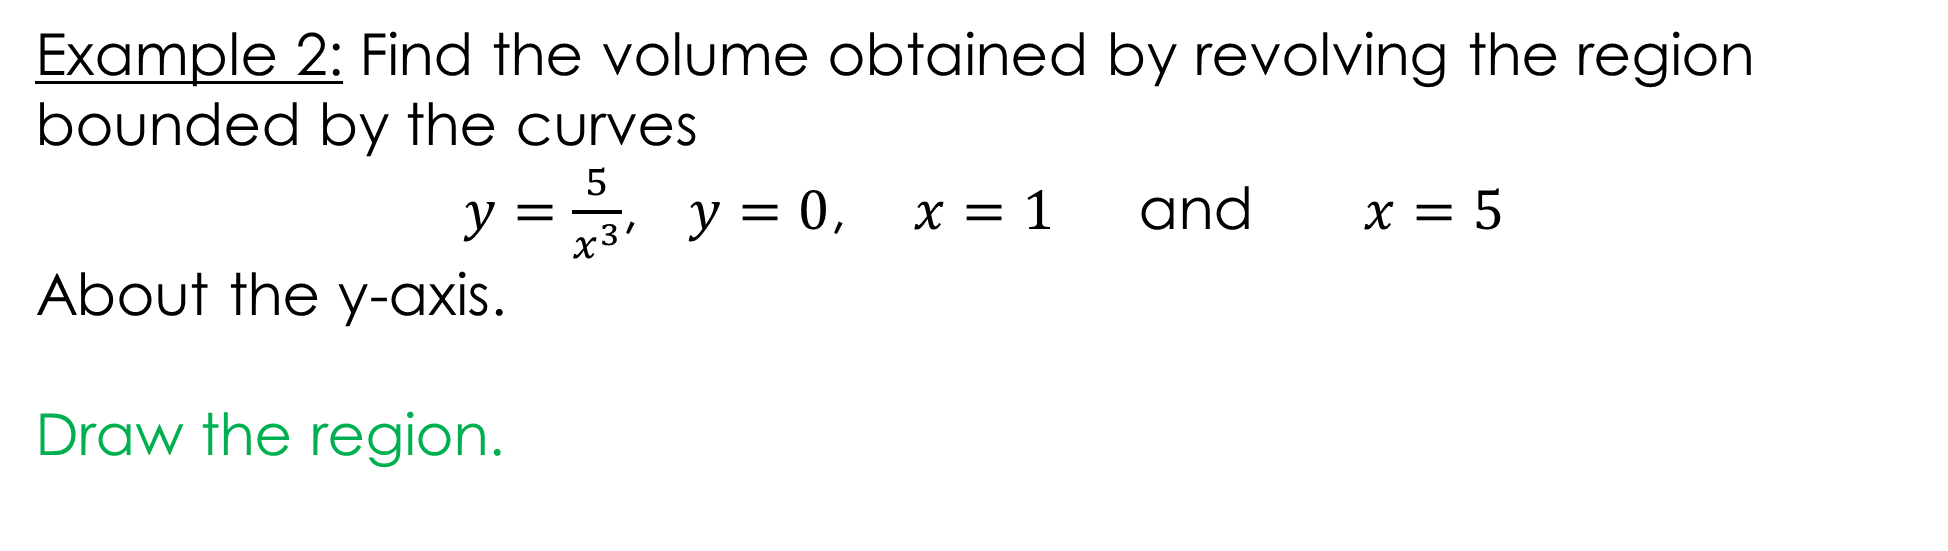 Example 2: Find the volume obtained by revolving the region
bounded by the curves
y = 5/x³, y = 0, x = 1 and x = 5
About the y-axis.
Draw the region.